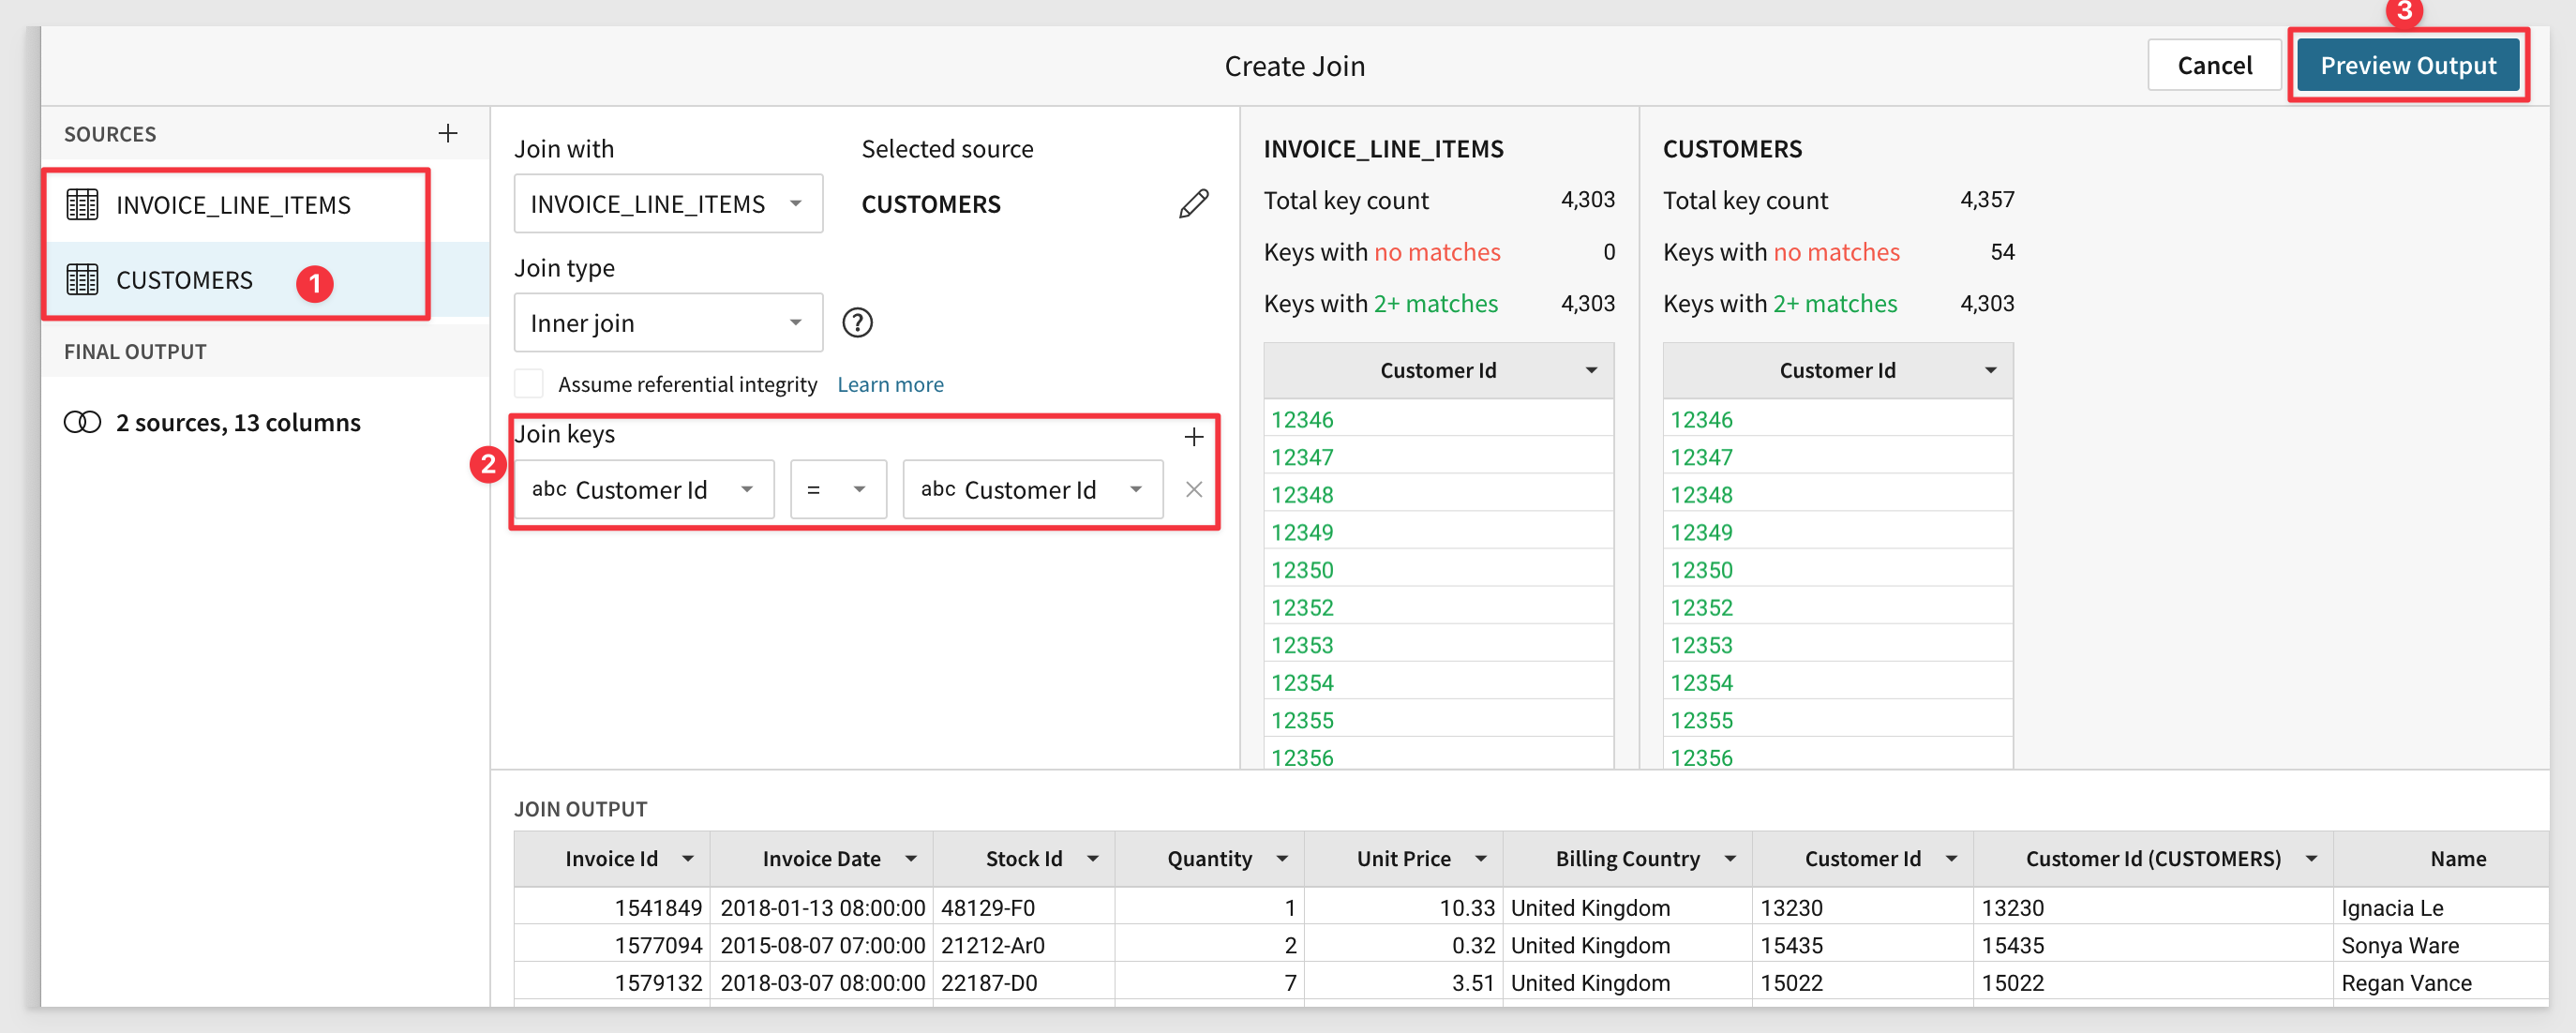 3
Create Join
Cancel
Preview Output
SOURCES +
INVOICE_LINE_ITEMS
CUSTOMERS
1
FINAL OUTPUT
2 sources, 13 columns
Join with
Selected source
INVOICE_LINE_ITEMS
CUSTOMERS
Join type
Inner join
?
Assume referential integrity Learn more
Join keys +
2
abc Customer Id
=
abc Customer Id
INVOICE_LINE_ITEMS
Total key count 4,303
Keys with no matches 0
Keys with 2+ matches 4,303
Customer Id
12346
12347
12348
12349
12350
12352
12353
12354
12355
12356
CUSTOMERS
Total key count 4,357
Keys with no matches 54
Keys with 2+ matches 4,303
Customer Id
12346
12347
12348
12349
12350
12352
12353
12354
12355
12356
JOIN OUTPUT
Invoice Id Invoice Date Stock Id Quantity Unit Price Billing Country Customer Id Customer Id (CUSTOMERS) Name
1541849 2018-01-13 08:00:00 48129-F0 1 10.33 United Kingdom 13230 13230 Ignacia Le
1577094 2015-08-07 07:00:00 21212-Ar0 2 0.32 United Kingdom 15435 15435 Sonya Ware
1579132 2018-03-07 08:00:00 22187-D0 7 3.51 United Kingdom 15022 15022 Regan Vance